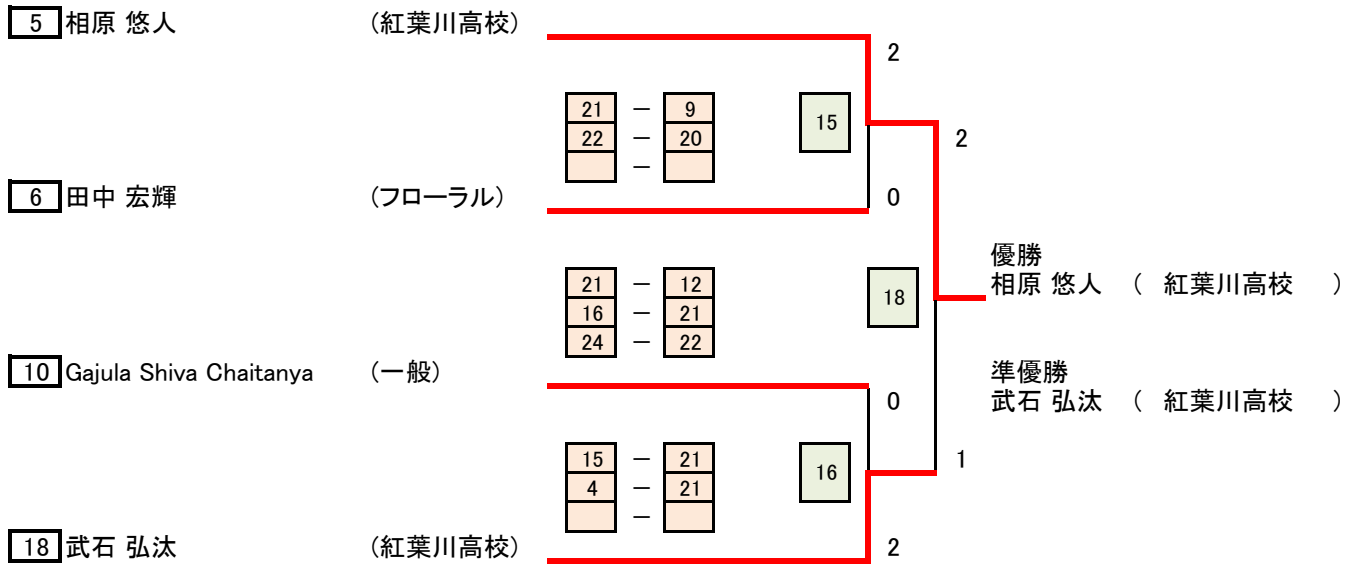 5 相原 悠人 (紅葉川高校)
2
21 － 9 15
22 － 20 2
－
6 田中 宏輝 (フローラル) 0
優勝
21 － 12 18 相原 悠人 ( 紅葉川高校 )
16 － 21
24 － 22
10 Gajula Shiva Chaitanya (一般) 準優勝
0 武石 弘汰 ( 紅葉川高校 )
15 － 21 16 1
4 － 21
－
18 武石 弘汰 (紅葉川高校) 2